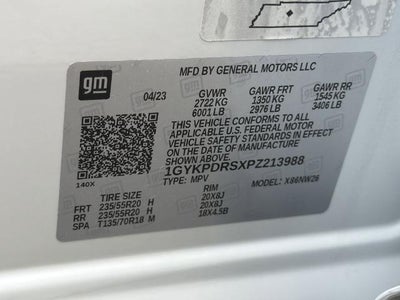 gm
MFD BY GENERAL MOTORS LLC
04/23 GVWR GAWR FRT GAWR RR
2722 KG 1350 KG 1545 KG
6001 LB 2976 LB 3406 LB
THIS VEHICLE CONFORMS TO ALL APPLICABLE
U.S. FEDERAL MOTOR
VEHICLE SAFETY
STANDARDS IN EFFECT ON THE
DATE OF MANUFACTURE SHOWN ABOVE.
1GYKPDRSXPZ213988
140X TYPE: MPV MODEL: X86NW26
TIRE SIZE RIM
FRT 235/55R20 H 20X8J
RR 235/55R20 H 20X8J
SPA T135/70R18 M 18X4.5B